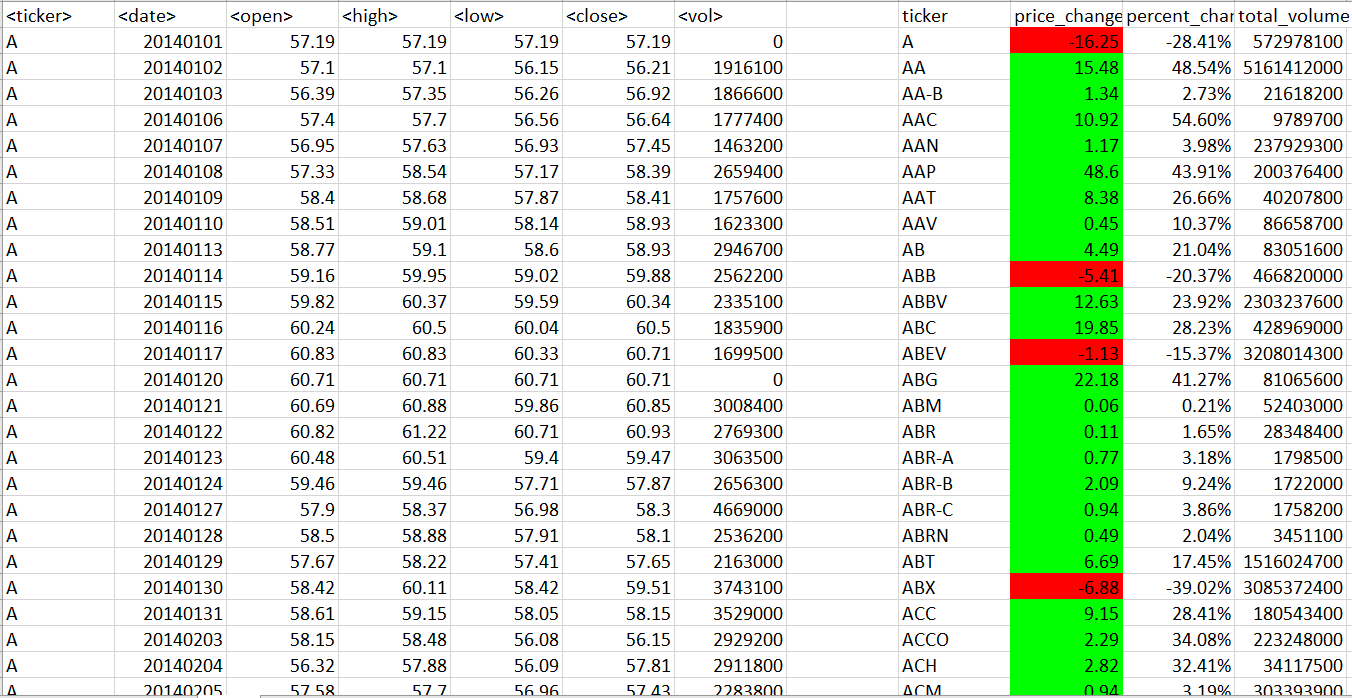 <ticker> <date> <open> <high> <low> <close> <vol> ticker price_change percent_char total_volume
A 20140101 57.19 57.19 57.19 57.19 0 A -16.25 -28.41% 572978100
A 20140102 57.1 57.1 56.15 56.21 1916100 AA 15.48 48.54% 5161412000
A 20140103 56.39 57.35 56.26 56.92 1866600 AA-B 1.34 2.73% 21618200
A 20140106 57.4 57.7 56.56 56.64 1777400 AAC 10.92 54.60% 9789700
A 20140107 56.95 57.63 56.93 57.45 1463200 AAN 1.17 3.98% 237929300
A 20140108 57.33 58.54 57.17 58.39 2659400 AAP 48.6 43.91% 200376400
A 20140109 58.4 58.68 57.87 58.41 1757600 AAT 8.38 26.66% 40207800
A 20140110 58.51 59.01 58.14 58.93 1623300 AAV 0.45 10.37% 86658700
A 20140113 58.77 59.1 58.6 58.93 2946700 AB 4.49 21.04% 83051600
A 20140114 59.16 59.95 59.02 59.88 2562200 ABB -5.41 -20.37% 466820000
A 20140115 59.82 60.37 59.59 60.34 2335100 ABBV 12.63 23.92% 2303237600
A 20140116 60.24 60.5 60.04 60.5 1835900 ABC 19.85 28.23% 428969000
A 20140117 60.83 60.83 60.33 60.71 1699500 ABEV -1.13 -15.37% 3208014300
A 20140120 60.71 60.71 60.71 60.71 0 ABG 22.18 41.27% 81065600
A 20140121 60.69 60.88 59.86 60.85 3008400 ABM 0.06 0.21% 52403000
A 20140122 60.82 61.22 60.71 60.93 2769300 ABR 0.11 1.65% 28348400
A 20140123 60.48 60.51 59.4 59.47 3063500 ABR-A 0.77 3.18% 1798500
A 20140124 59.46 59.46 57.71 57.87 2656300 ABR-B 2.09 9.24% 1722000
A 20140127 57.9 58.37 56.98 58.3 4669000 ABR-C 0.94 3.86% 1758200
A 20140128 58.5 58.88 57.91 58.1 2536200 ABRN 0.49 2.04% 3451100
A 20140129 57.67 58.22 57.41 57.65 2163000 ABT 6.69 17.45% 1516024700
A 20140130 58.42 60.11 58.42 59.51 3743100 ABX -6.88 -39.02% 3085372400
A 20140131 58.61 59.15 58.05 58.15 3529000 ACC 9.15 28.41% 180543400
A 20140203 58.15 58.48 56.08 56.15 2929200 ACCO 2.29 34.08% 223248000
A 20140204 56.32 57.88 56.09 57.81 2911800 ACH 2.82 32.41% 34117500
A 20140205 57.58 57.7 56.96 57.43 2283800 ACM 0.94 3.19% 303393900